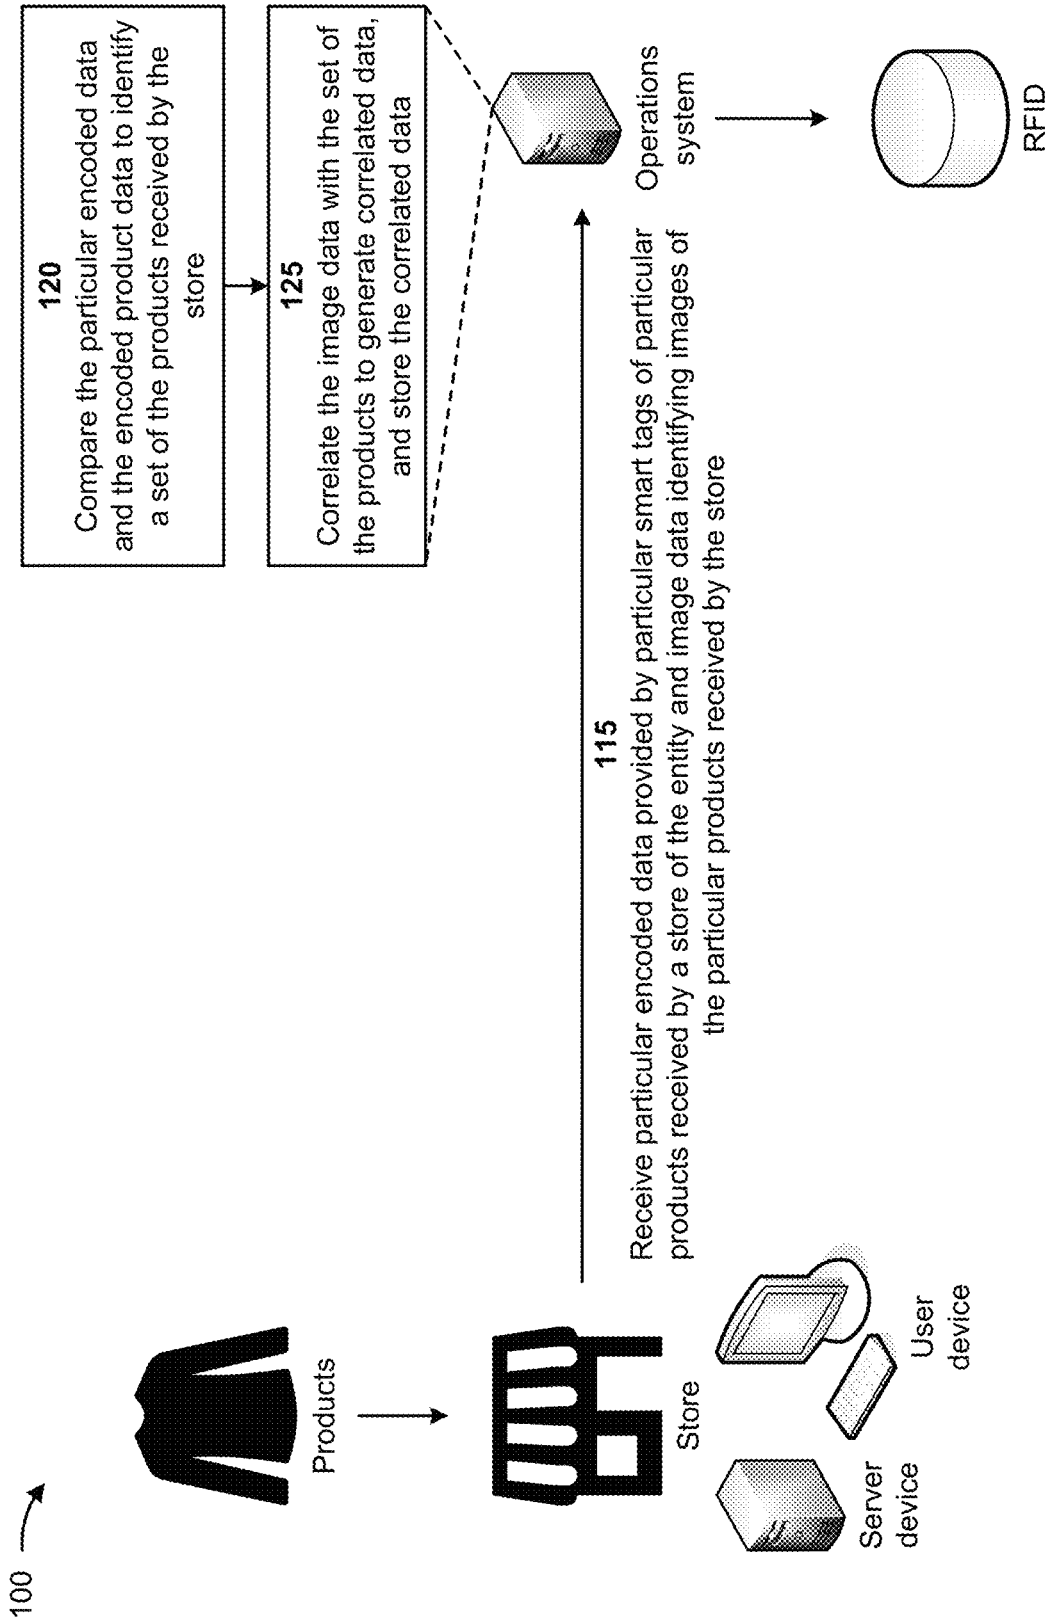 100
Products
Store
Server
device
User
device
115
Receive particular encoded data provided by particular smart tags of particular
products received by a store of the entity and image data identifying images of
the particular products received by the store
120
Compare the particular encoded data
and the encoded product data to identify
a set of the products received by the
store
125
Correlate the image data with the set of
the products to generate correlated data,
and store the correlated data
Operations
system
RFID